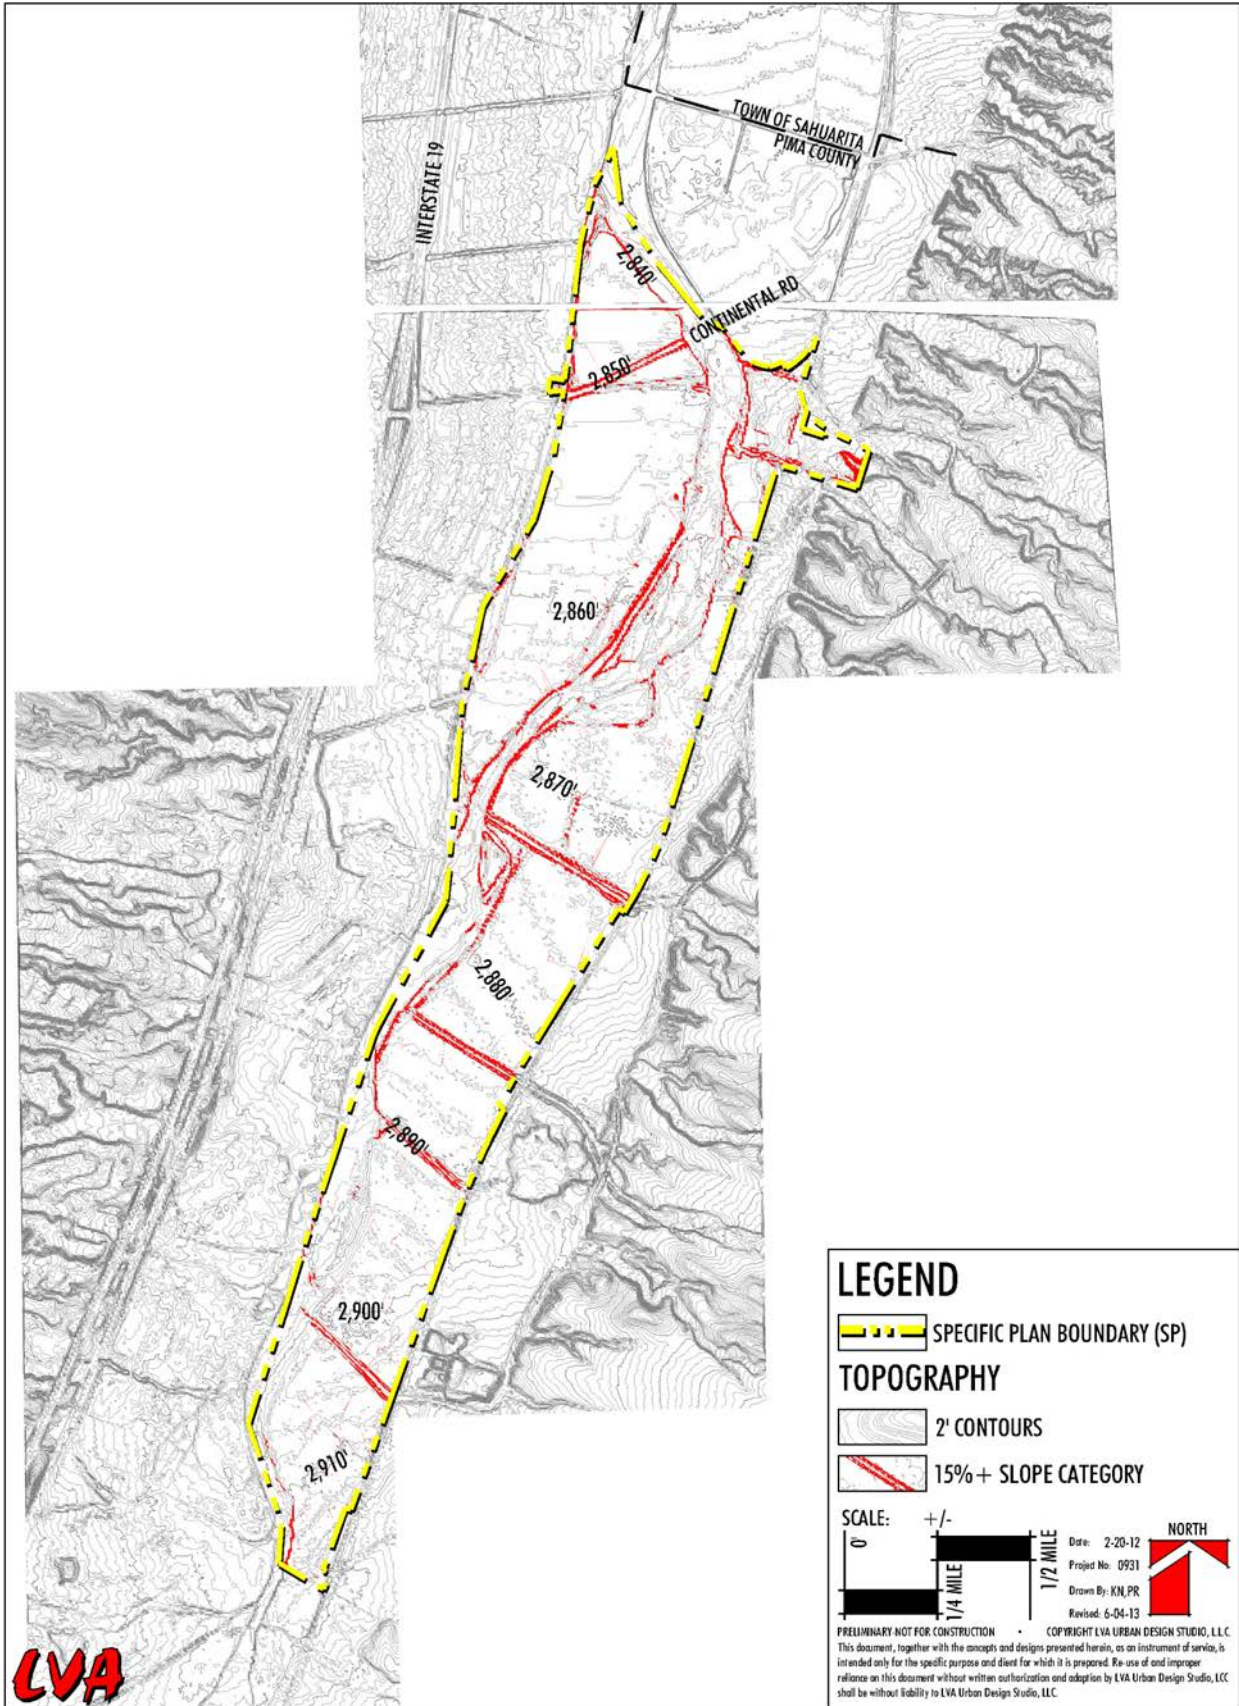 TOWN OF SAHUARITA
PIMA COUNTY
INTERSTATE 19
2,840'
CONTINENTAL RD
2,850'
2,860'
2,870'
2,880'
2,890'
2,900'
2,910'
LEGEND
SPECIFIC PLAN BOUNDARY (SP)
TOPOGRAPHY
2' CONTOURS
15%+ SLOPE CATEGORY
SCALE: +/-
0'
1/4 MILE
1/2 MILE
Date: 2-20-12
Project No: 0931
Drawn By: KN,PR
Revised: 6-04-13
NORTH
PRELIMINARY-NOT FOR CONSTRUCTION • COPYRIGHT LVA URBAN DESIGN STUDIO, L.L.C.
This document, together with the concepts and designs presented herein, as an instrument of service, is
intended only for the specific purpose and client for which it is prepared. Re-use of and improper
reliance on this document without written authorization and adaption by LVA Urban Design Studio, LCC
shall be without liability to LVA Urban Design Studio, LLC.
LVA